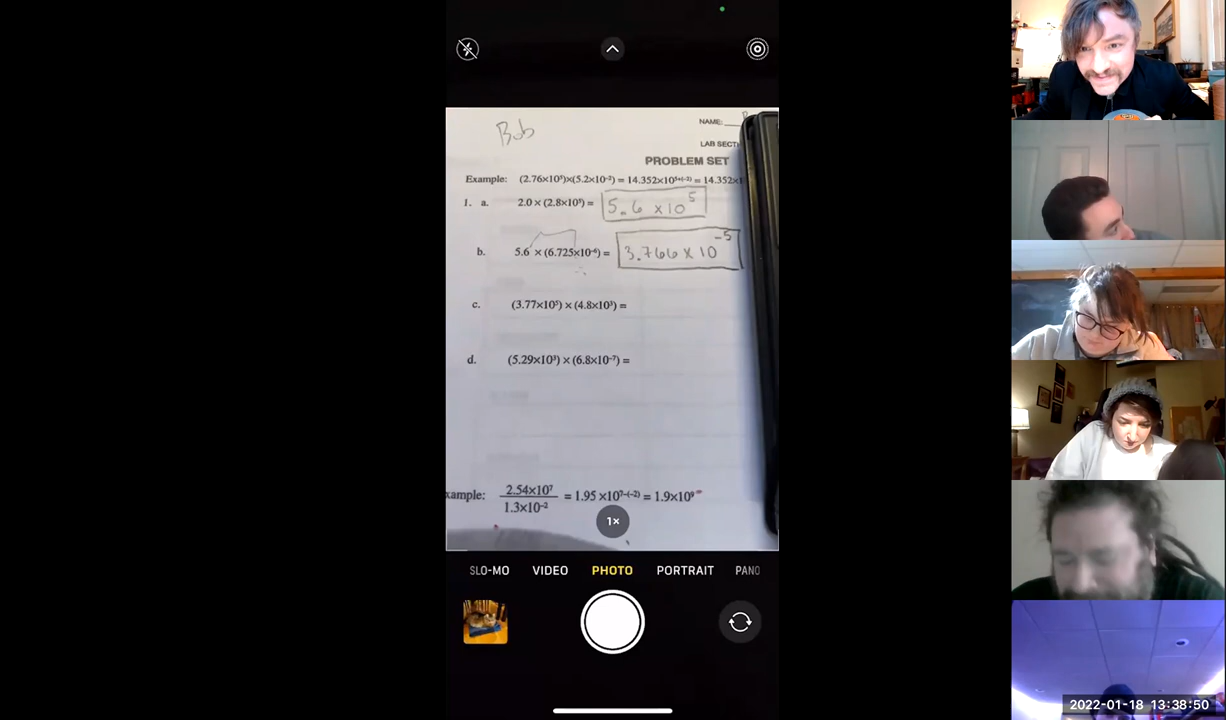 Bob
NAME:
LAB SECTI
PROBLEM SET
Example: (2.76×10⁵)×(5.2×10⁻²) = 14.352×10⁵⁺⁽⁻²⁾ = 14.352×1
1. a. 2.0 × (2.8×10⁵) = 5.6 ×10⁵
b. 5.6 × (6.725×10⁻⁶) = 3.766 × 10⁻⁵
c. (3.77×10⁵) × (4.8×10³) =
d. (5.29×10³) × (6.8×10⁻⁷) =
xample: 2.54×10⁷ / 1.3×10⁻² = 1.95 ×10⁷⁻⁽⁻²⁾ = 1.9×10⁹
1×
SLO-MO VIDEO PHOTO PORTRAIT PANO
2022-01-18 13:38:50